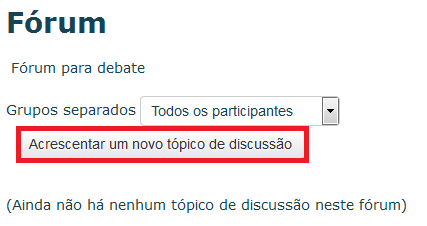 Fórum
Fórum para debate
Grupos separados Todos os participantes
Acrescentar um novo tópico de discussão
(Ainda não há nenhum tópico de discussão neste fórum)